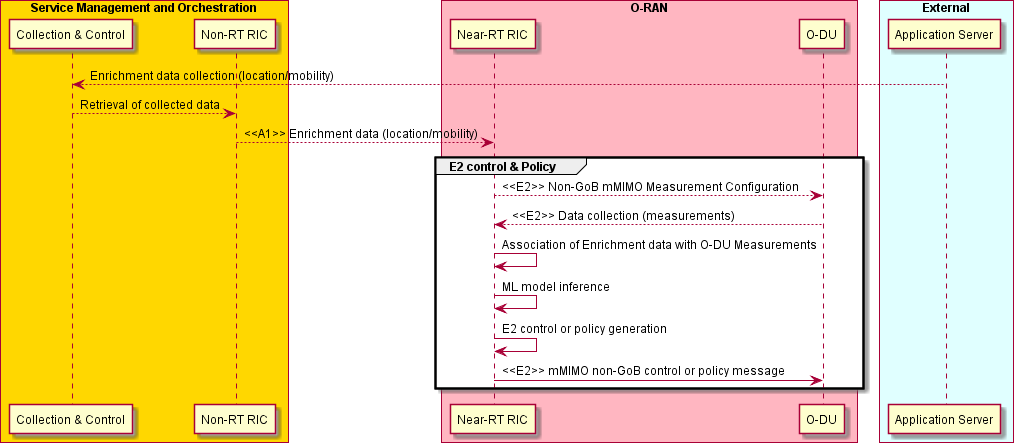 Service Management and Orchestration
O-RAN
External
Collection & Control
Non-RT RIC
Near-RT RIC
O-DU
Application Server
Enrichment data collection (location/mobility)
Retrieval of collected data
<<A1>> Enrichment data (location/mobility)
E2 control & Policy
<<E2>> Non-GoB mMIMO Measurement Configuration
<<E2>> Data collection (measurements)
Association of Enrichment data with O-DU Measurements
ML model inference
E2 control or policy generation
<<E2>> mMIMO non-GoB control or policy message
Collection & Control
Non-RT RIC
Near-RT RIC
O-DU
Application Server